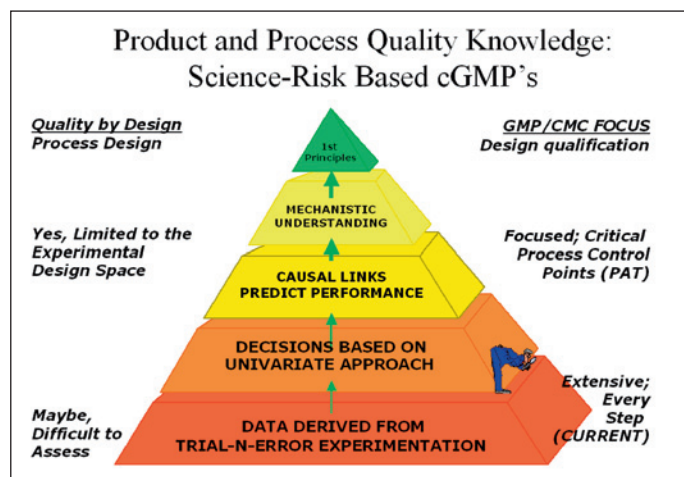 Product and Process Quality Knowledge:
Science-Risk Based cGMP's
Quality by Design
Process Design
GMP/CMC FOCUS
Design qualification
1st
Principles
MECHANISTIC
UNDERSTANDING
Yes, Limited to the
Experimental
Design Space
Focused; Critical
Process Control
Points (PAT)
CAUSAL LINKS
PREDICT PERFORMANCE
DECISIONS BASED ON
UNIVARIATE APPROACH
Maybe,
Difficult to
Assess
Extensive;
Every
Step
(CURRENT)
DATA DERIVED FROM
TRIAL-N-ERROR EXPERIMENTATION